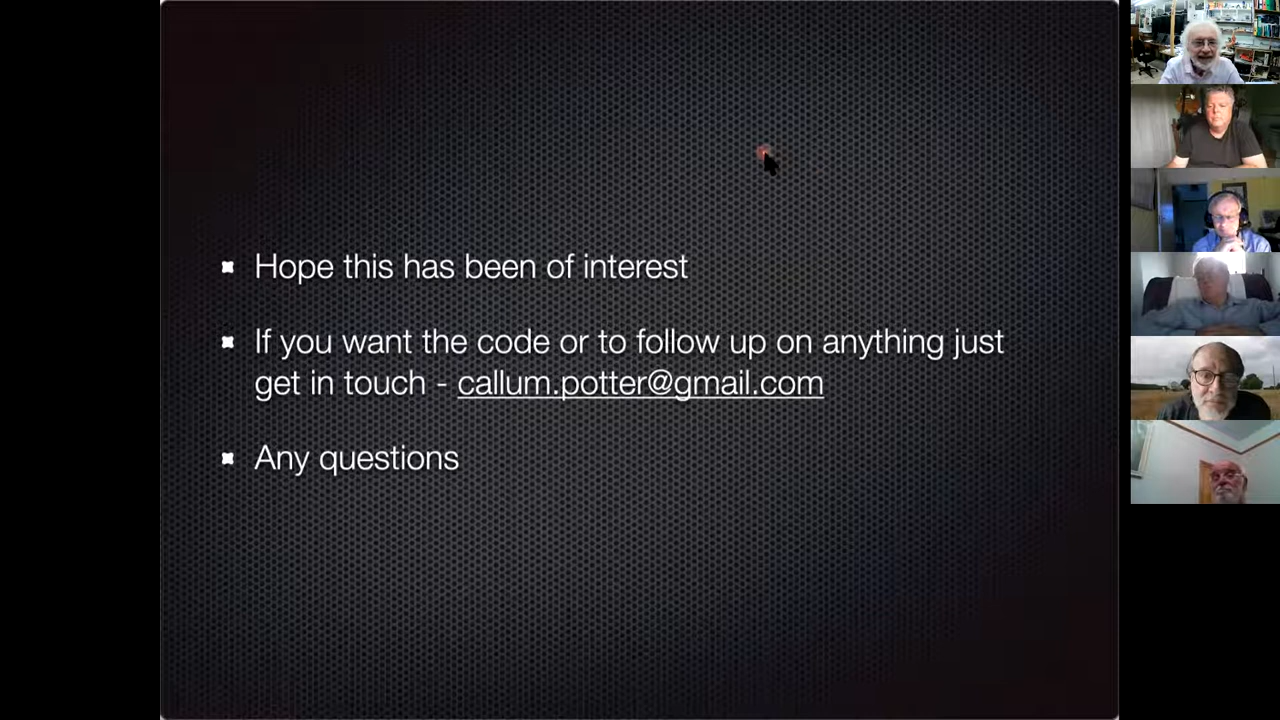 Hope this has been of interest
If you want the code or to follow up on anything just
get in touch - callum.potter@gmail.com
Any questions